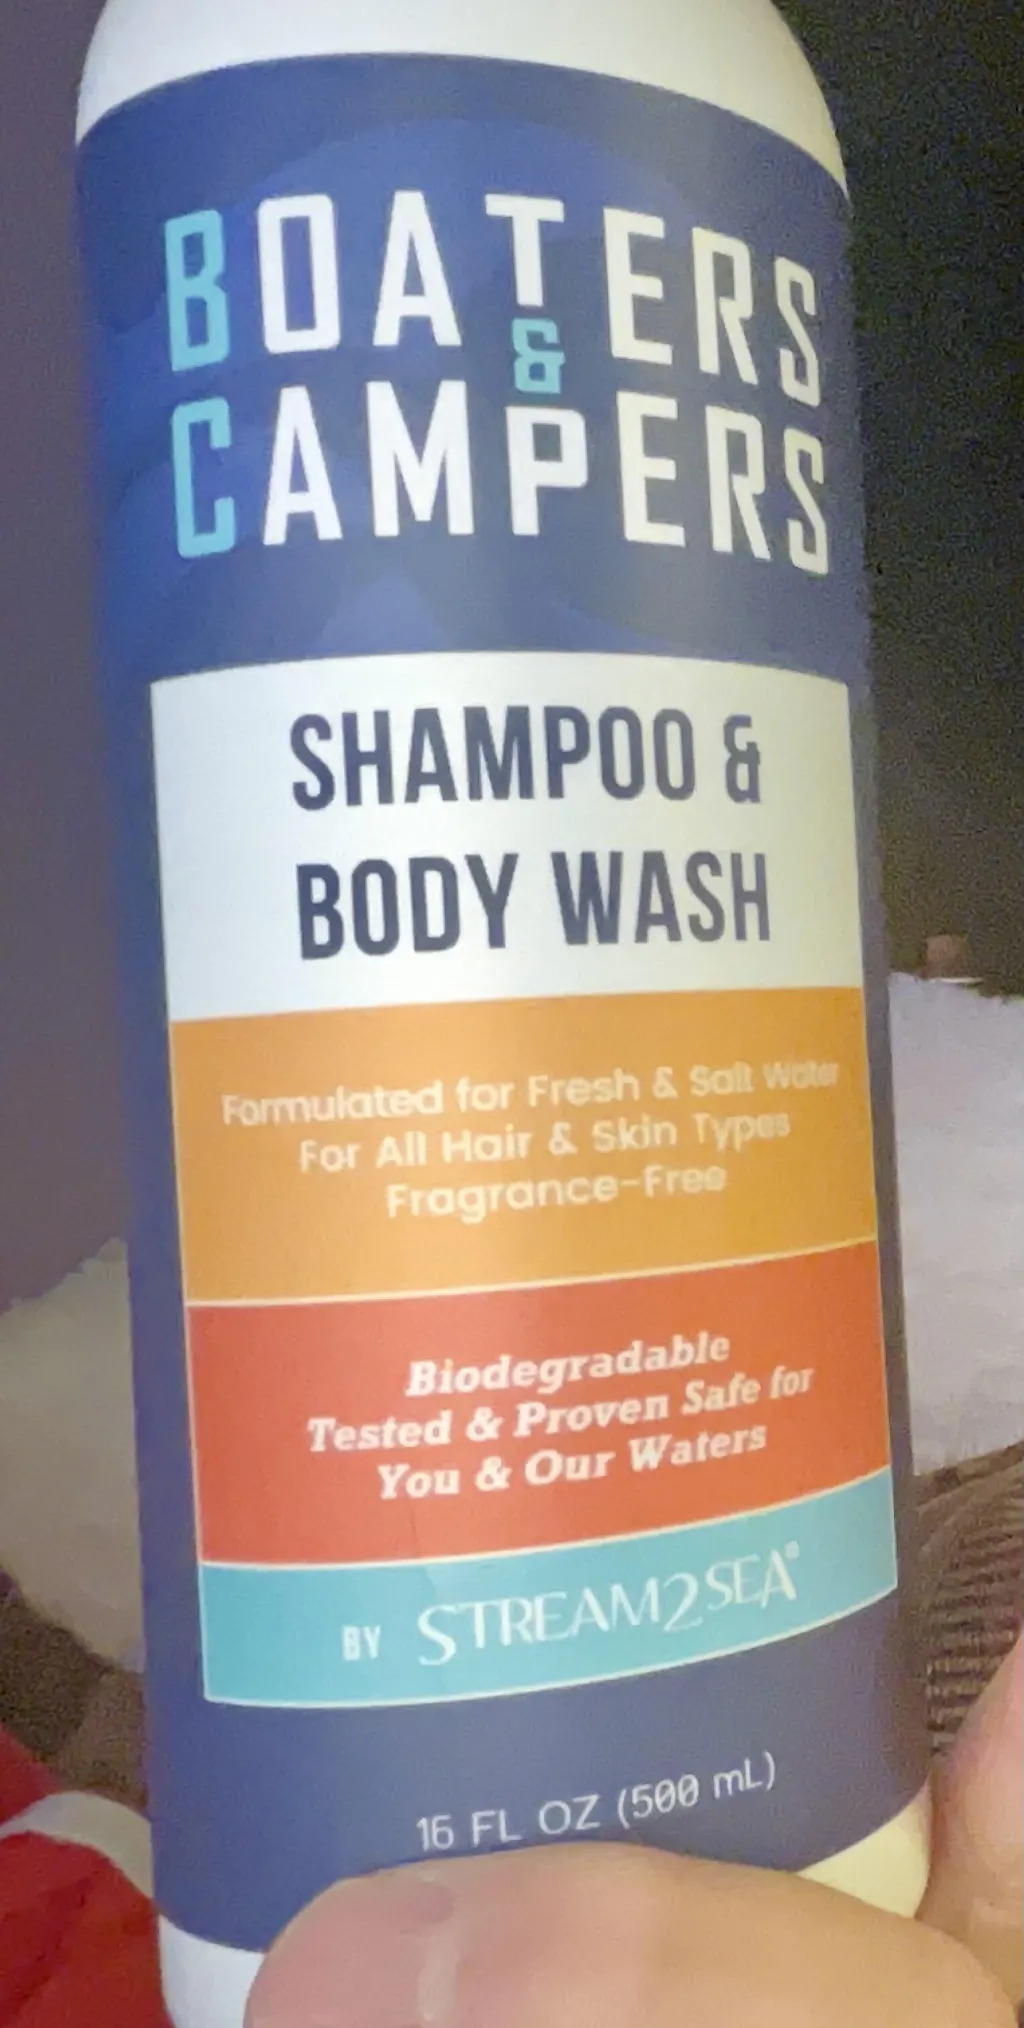 BOATERS
&
CAMPERS
SHAMPOO &
BODY WASH
Formulated for Fresh & Salt Water
For All Hair & Skin Types
Fragrance-Free
Biodegradable
Tested & Proven Safe for
You & Our Waters
BY STREAM2SEA®
16 FL OZ (500 mL)